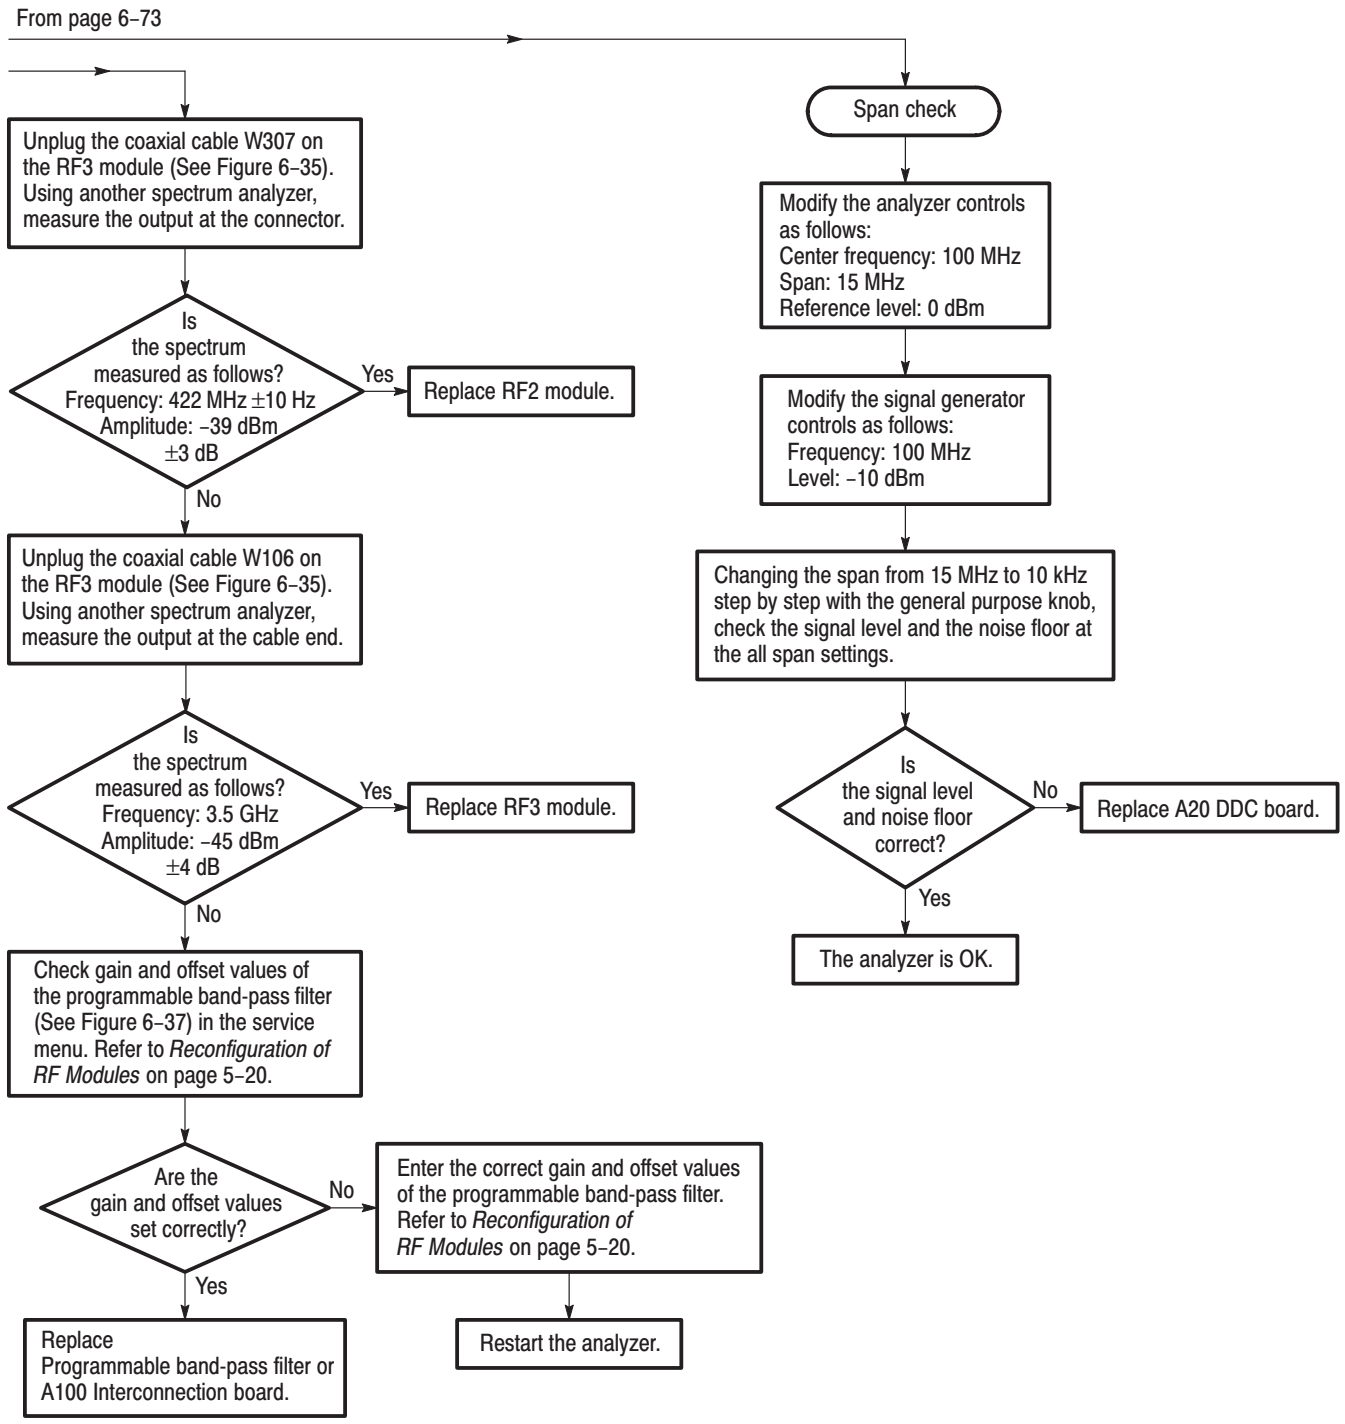 From page 6–73
Unplug the coaxial cable W307 on
the RF3 module (See Figure 6–35).
Using another spectrum analyzer,
measure the output at the connector.
Is
the spectrum
measured as follows?
Frequency: 422 MHz ±10 Hz
Amplitude: –39 dBm
±3 dB
Yes
Replace RF2 module.
No
Unplug the coaxial cable W106 on
the RF3 module (See Figure 6–35).
Using another spectrum analyzer,
measure the output at the cable end.
Is
the spectrum
measured as follows?
Frequency: 3.5 GHz
Amplitude: –45 dBm
±4 dB
Yes
Replace RF3 module.
No
Check gain and offset values of
the programmable band-pass filter
(See Figure 6–37) in the service
menu. Refer to Reconfiguration of
RF Modules on page 5–20.
Are the
gain and offset values
set correctly?
No
Enter the correct gain and offset values
of the programmable band-pass filter.
Refer to Reconfiguration of
RF Modules on page 5–20.
Restart the analyzer.
Yes
Replace
Programmable band-pass filter or
A100 Interconnection board.
Span check
Modify the analyzer controls
as follows:
Center frequency: 100 MHz
Span: 15 MHz
Reference level: 0 dBm
Modify the signal generator
controls as follows:
Frequency: 100 MHz
Level: –10 dBm
Changing the span from 15 MHz to 10 kHz
step by step with the general purpose knob,
check the signal level and the noise floor at
the all span settings.
Is
the signal level
and noise floor
correct?
No
Replace A20 DDC board.
Yes
The analyzer is OK.